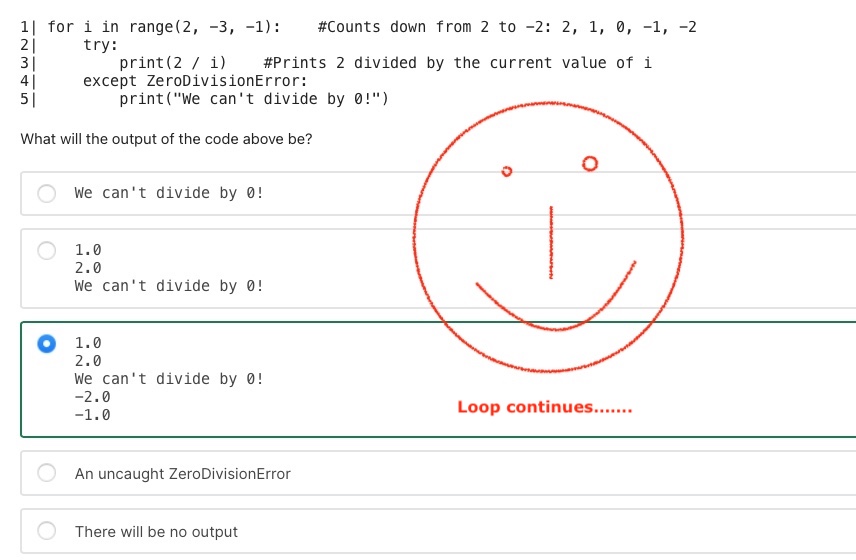 1| for i in range(2, -3, -1):    #Counts down from 2 to -2: 2, 1, 0, -1, -2
2|     try:
3|         print(2 / i)    #Prints 2 divided by the current value of i
4|     except ZeroDivisionError:
5|         print("We can't divide by 0!")
What will the output of the code above be?
We can't divide by 0!
1.0
2.0
We can't divide by 0!
1.0
2.0
We can't divide by 0!
-2.0
-1.0
Loop continues.......
An uncaught ZeroDivisionError
There will be no output